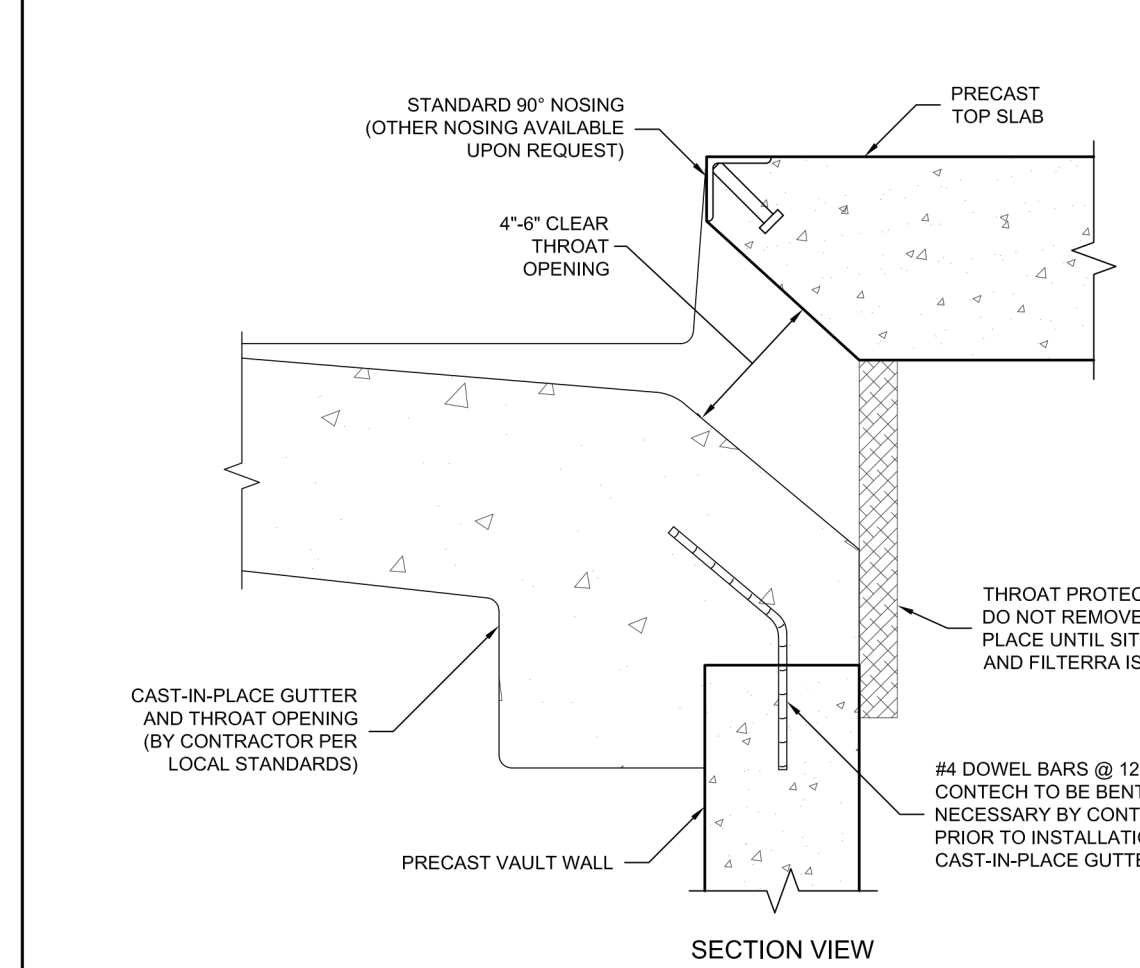 STANDARD 90° NOSING
(OTHER NOSING AVAILABLE
UPON REQUEST)
PRECAST
TOP SLAB
4"-6" CLEAR
THROAT
OPENING
THROAT PROTEC
DO NOT REMOVE
PLACE UNTIL SIT
AND FILTERRA IS
CAST-IN-PLACE GUTTER
AND THROAT OPENING
(BY CONTRACTOR PER
LOCAL STANDARDS)
#4 DOWEL BARS @ 12
CONTECH TO BE BENT
NECESSARY BY CONT
PRIOR TO INSTALLATIO
CAST-IN-PLACE GUTTE
PRECAST VAULT WALL
SECTION VIEW